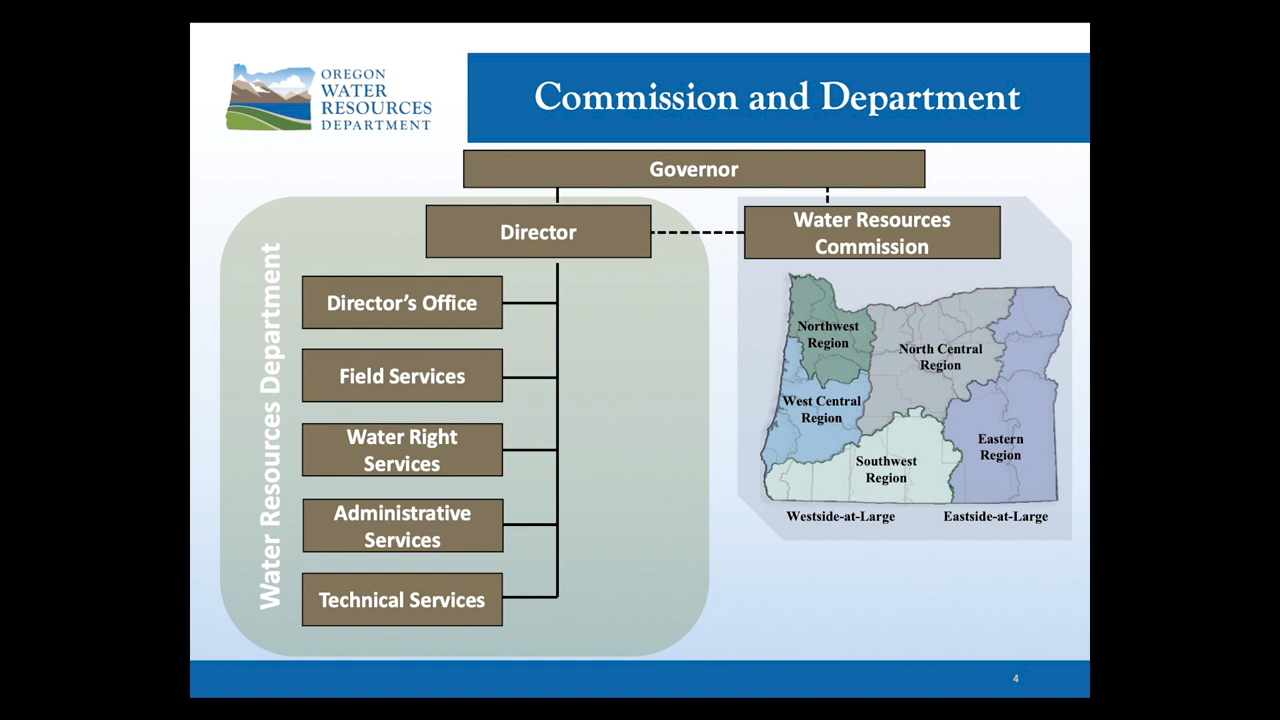 OREGON
WATER
RESOURCES
DEPARTMENT
Commission and Department
Governor
Director
Water Resources
Commission
Water Resources Department
Director’s Office
Field Services
Water Right
Services
Administrative
Services
Technical Services
Northwest
Region
North Central
Region
West Central
Region
Eastern
Region
Southwest
Region
Westside-at-Large
Eastside-at-Large
4